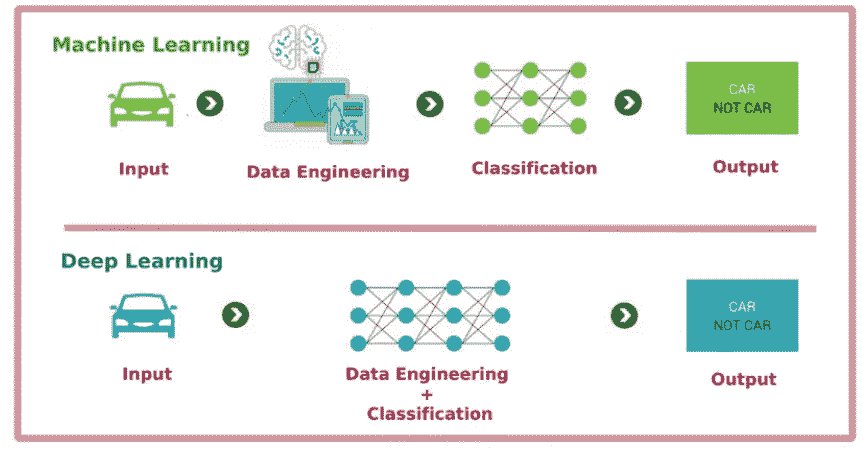 Machine Learning
Input
Data Engineering
Classification
CAR
NOT CAR
Output
Deep Learning
Input
Data Engineering
+
Classification
CAR
NOT CAR
Output